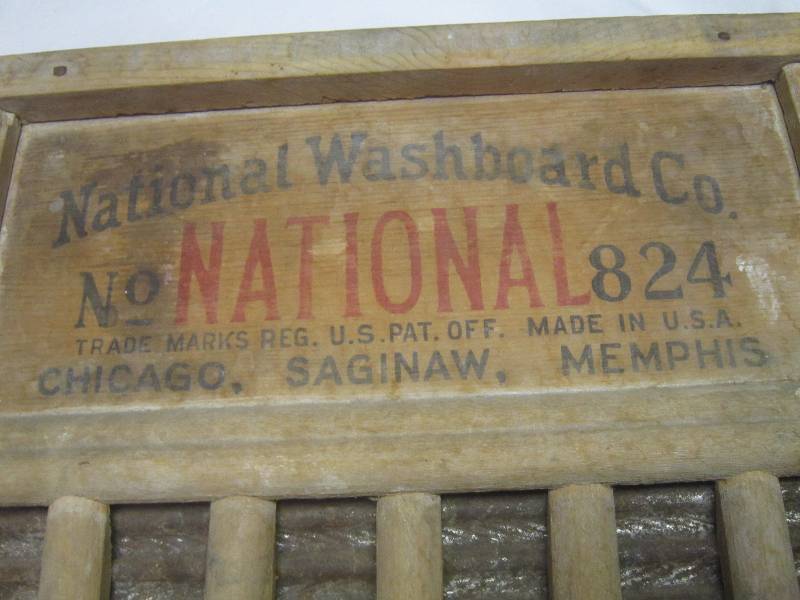 National Washboard Co.
No NATIONAL 824
TRADE MARKS REG. U.S. PAT. OFF. MADE IN U.S.A.
CHICAGO, SAGINAW, MEMPHIS